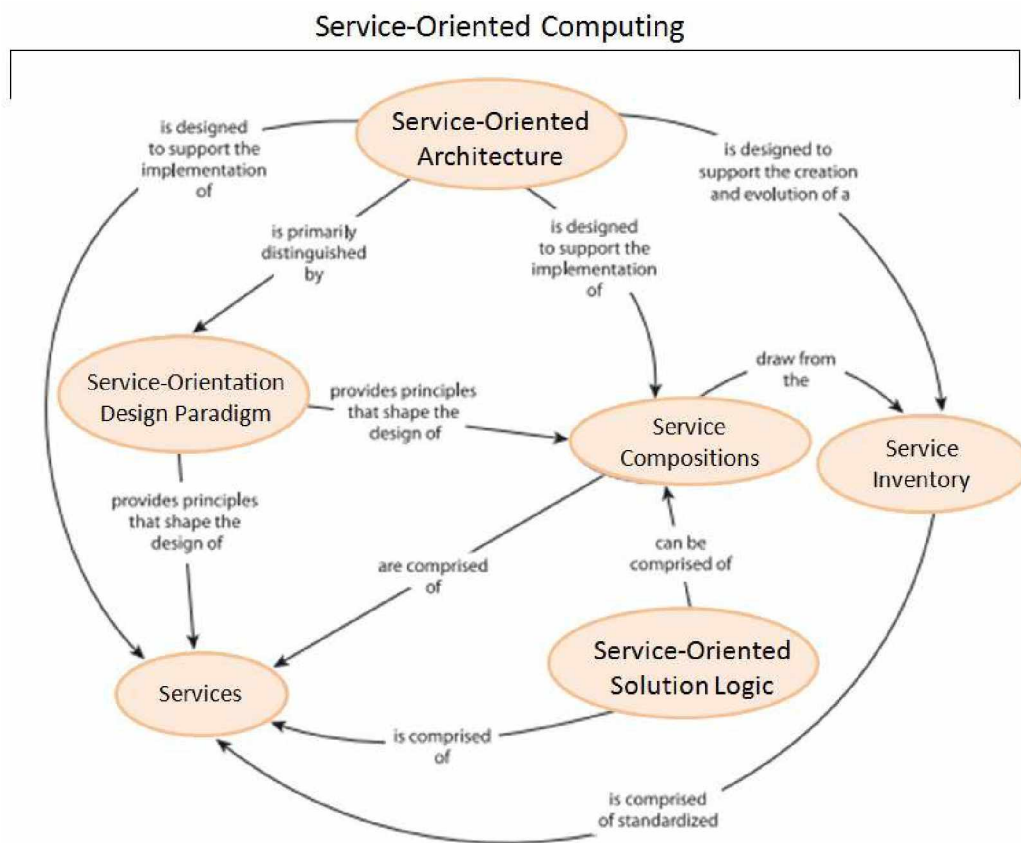 Service-Oriented Computing
Service-Oriented
Architecture
is designed
to support the
implementation
of
is designed to
support the creation
and evolution of a
is primarily
distinguished
by
is designed
to support the
implementation
of
Service-Orientation
Design Paradigm
provides principles
that shape the
design of
draw from
the
Service
Compositions
Service
Inventory
provides principles
that shape the
design of
are comprised
of
can be
comprised of
Service-Oriented
Solution Logic
Services
is comprised
of
is comprised
of standardized